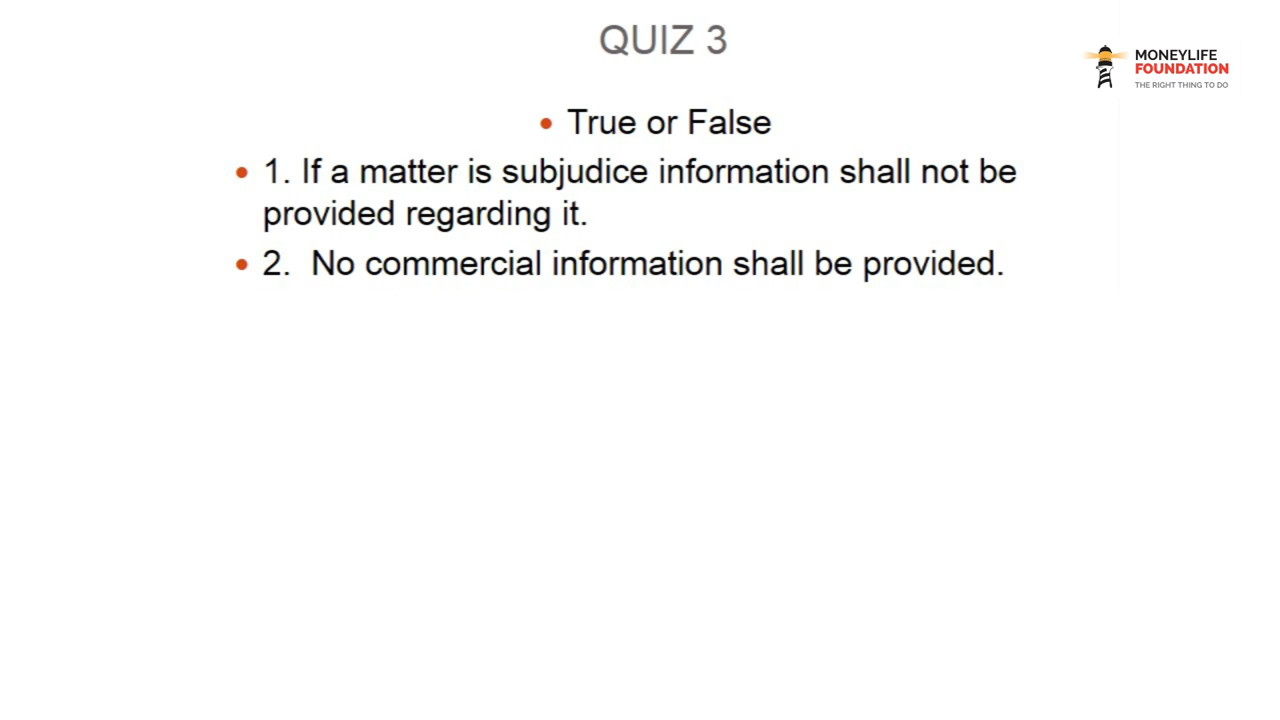 QUIZ 3
MONEYLIFE
FOUNDATION
THE RIGHT THING TO DO
• True or False
• 1. If a matter is subjudice information shall not be
provided regarding it.
• 2. No commercial information shall be provided.